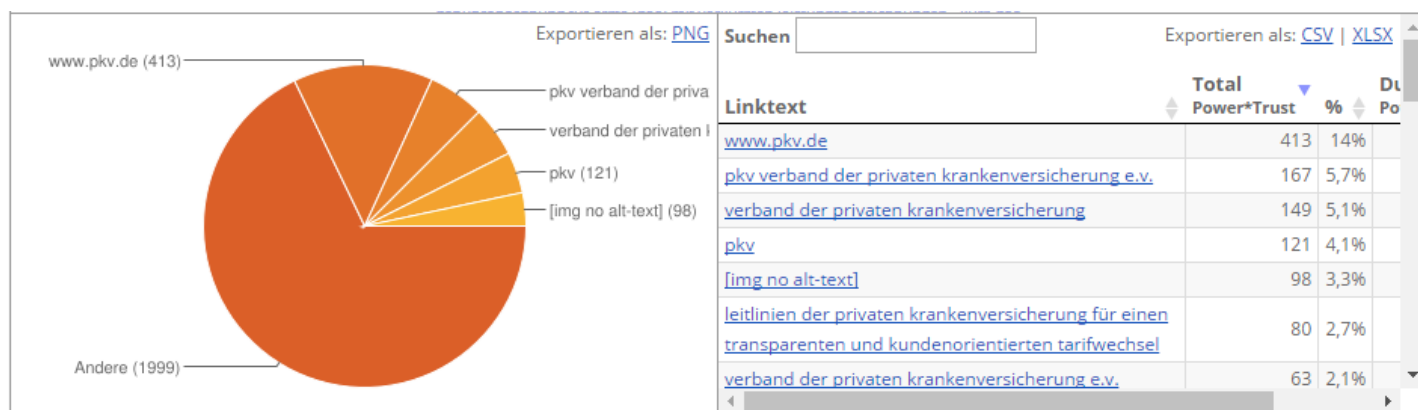 Exportieren als: PNG
www.pkv.de (413)
pkv verband der priva
verband der privaten
pkv (121)
[img no alt-text] (98)
Andere (1999)
Suchen
Exportieren als: CSV | XLSX
Linktext Total Power*Trust % Du Po
www.pkv.de 413 14%
pkv verband der privaten krankenversicherung e.v. 167 5,7%
verband der privaten krankenversicherung 149 5,1%
pkv 121 4,1%
[img no alt-text] 98 3,3%
leitlinien der privaten krankenversicherung für einen
transparenten und kundenorientierten tarifwechsel 80 2,7%
verband der privaten krankenversicherung e.v. 63 2,1%